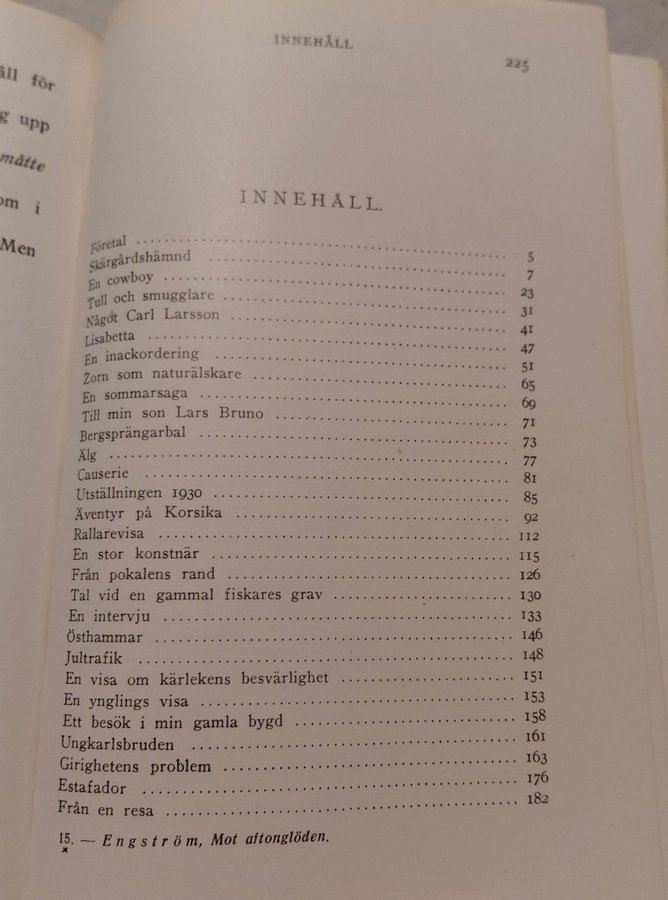 åll för
g upp
måtte
om i
Men
INNEHÅLL
225
INNEHÅLL.
Företal ........ 5
Skärgårdshämnd ........ 7
En cowboy ........ 23
Tull och smugglare ........ 31
Något Carl Larsson ........ 41
Lisabetta ........ 47
En inackordering ........ 51
Zorn som naturälskare ........ 65
En sommarsaga ........ 69
Till min son Lars Bruno ........ 71
Bergsprängarbal ........ 73
Älg ........ 77
Causerie ........ 81
Utställningen 1930 ........ 85
Äventyr på Korsika ........ 92
Rallarevisa ........ 112
En stor konstnär ........ 115
Från pokalens rand ........ 126
Tal vid en gammal fiskares grav ........ 130
En intervju ........ 133
Östhammar ........ 146
Jultrafik ........ 148
En visa om kärlekens besvärlighet ........ 151
En ynglings visa ........ 153
Ett besök i min gamla bygd ........ 158
Ungkarlsbruden ........ 161
Girighetens problem ........ 163
Estafador ........ 176
Från en resa ........ 182
15. — Engström, Mot aftonglöden.